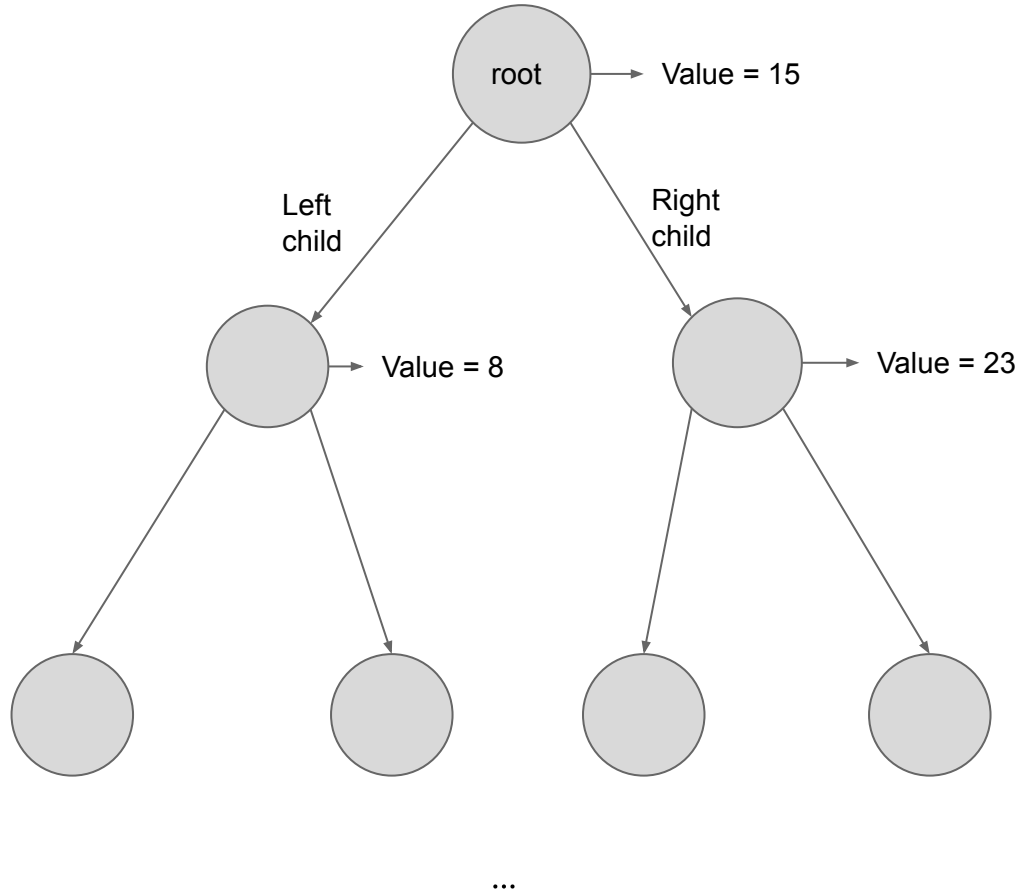 root
Value = 15
Left
child
Right
child
Value = 8
Value = 23
...